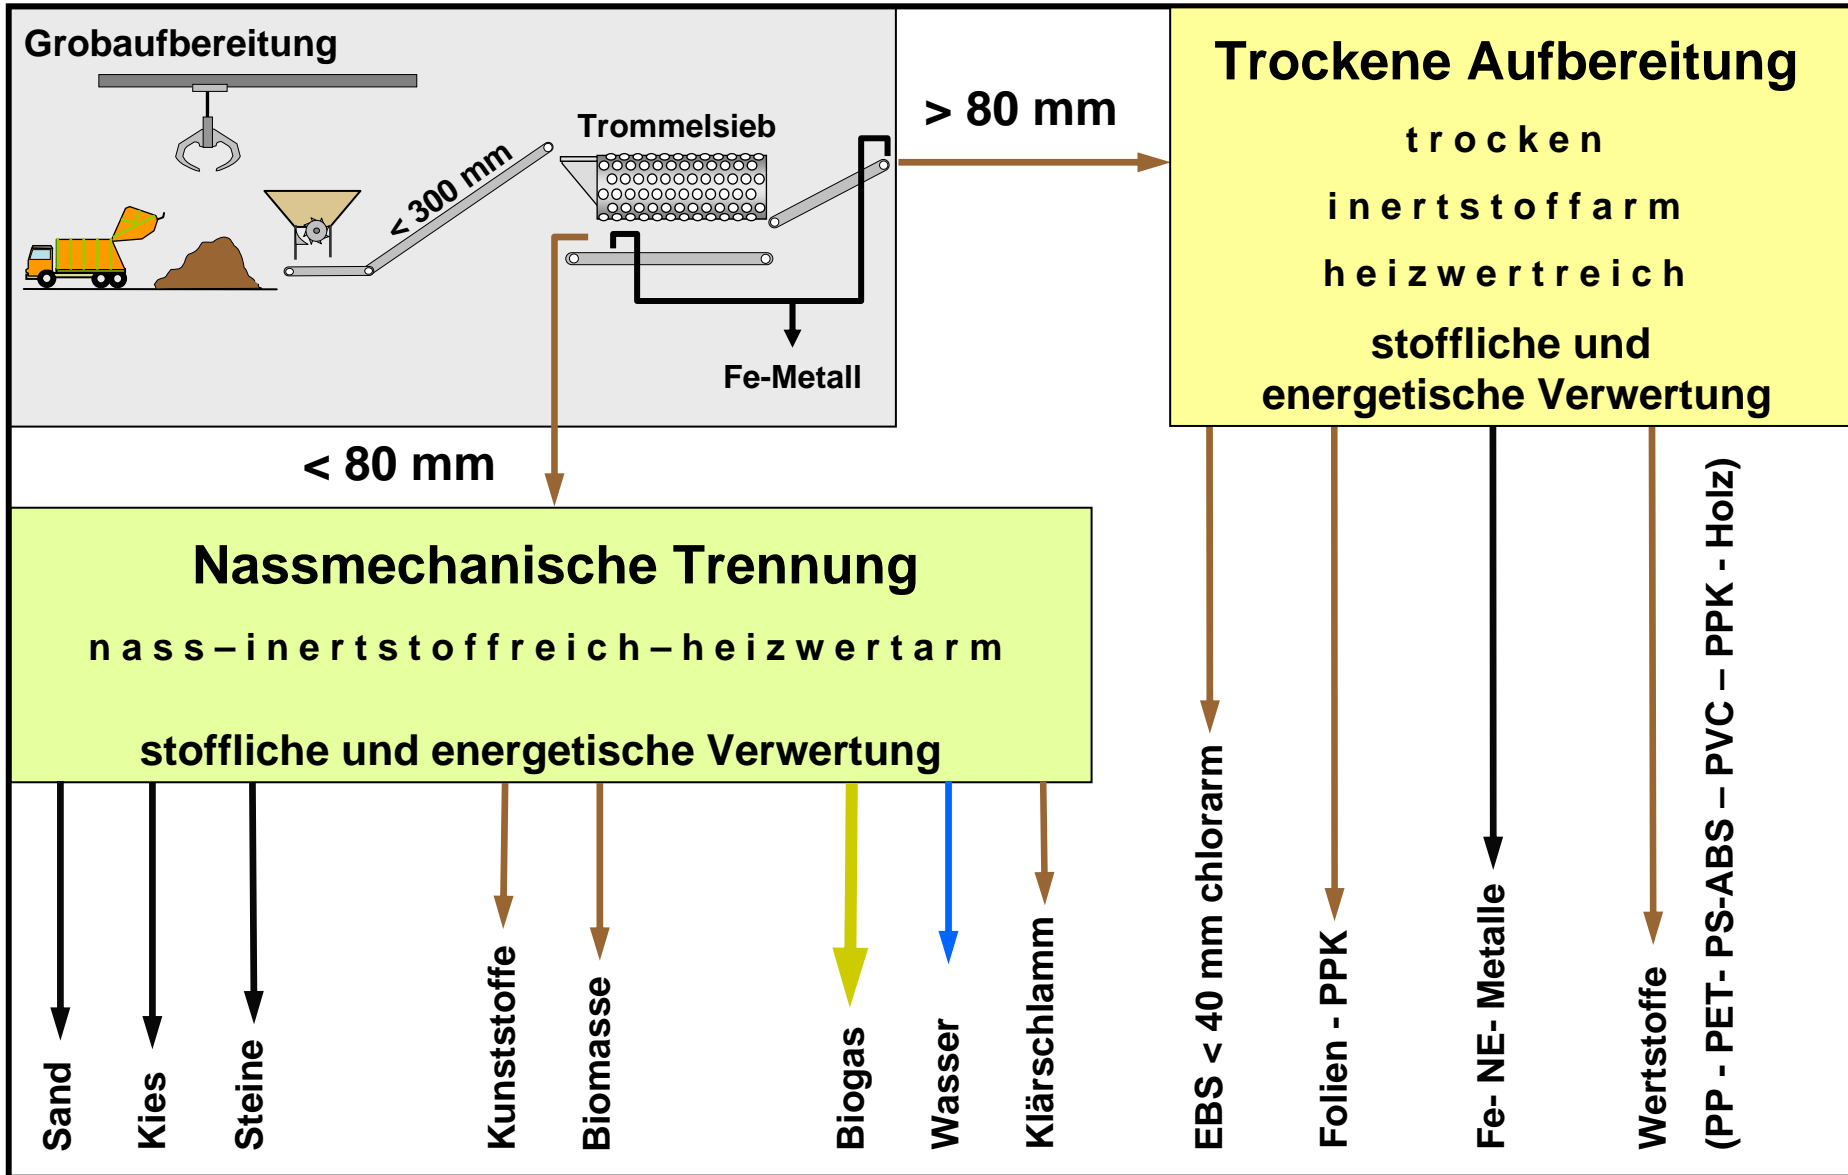 Grobaufbereitung
Trommelsieb
< 300 mm
Fe-Metall
> 80 mm
< 80 mm
Trockene Aufbereitung
trocken
inertstoffarm
heizwertreich
stoffliche und
energetische Verwertung
Nassmechanische Trennung
nass–inertstoffreich–heizwertarm
stoffliche und energetische Verwertung
Sand
Kies
Steine
Kunststoffe
Biomasse
Biogas
Wasser
Klärschlamm
EBS < 40 mm chlorarm
Folien - PPK
Fe- NE- Metalle
Wertstoffe
(PP - PET- PS-ABS – PVC – PPK - Holz)